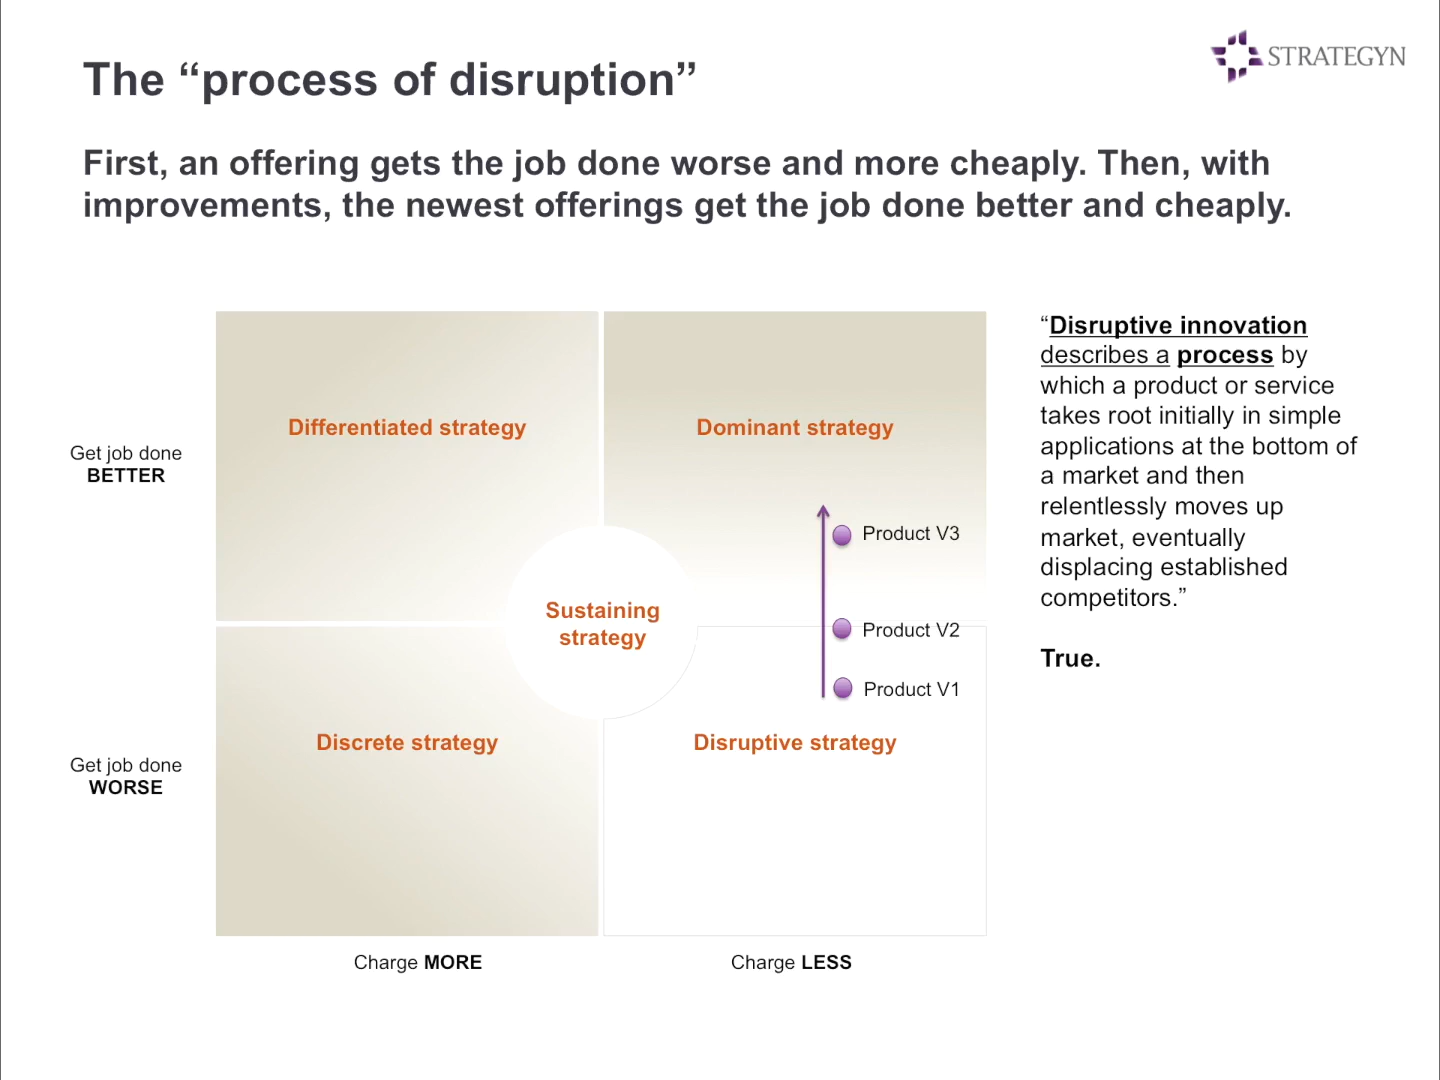 STRATEGYN
The “process of disruption”
First, an offering gets the job done worse and more cheaply. Then, with
improvements, the newest offerings get the job done better and cheaply.
Get job done
BETTER
Differentiated strategy
Dominant strategy
Product V3
Product V2
Product V1
Sustaining
strategy
Get job done
WORSE
Discrete strategy
Disruptive strategy
Charge MORE
Charge LESS
“Disruptive innovation
describes a process by
which a product or service
takes root initially in simple
applications at the bottom of
a market and then
relentlessly moves up
market, eventually
displacing established
competitors.”
True.